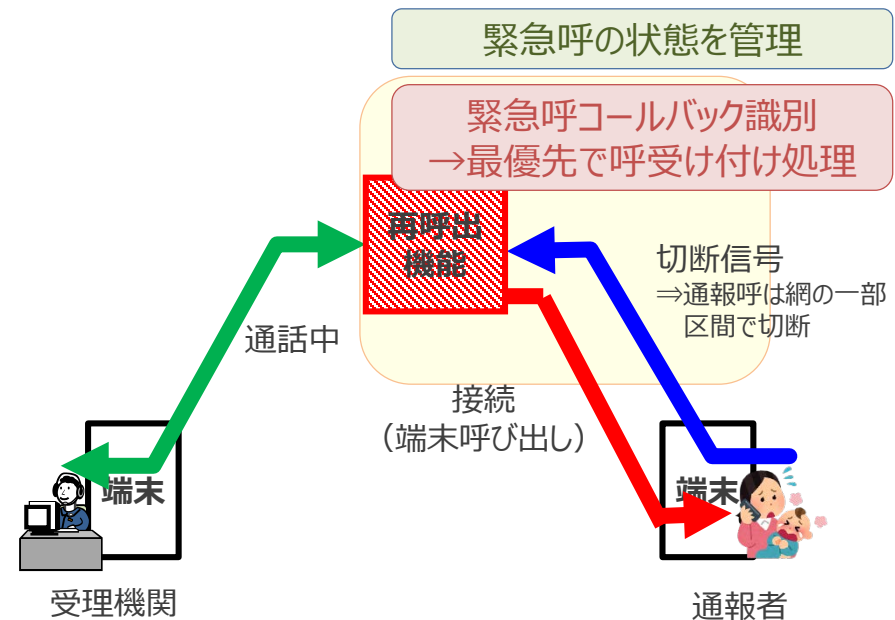 緊急呼の状態を管理
緊急呼コールバック識別
→最優先で呼受け付け処理
再呼出
機能
切断信号
⇒通報呼は網の一部
区間で切断
通話中
接続
（端末呼び出し）
端末
端末
受理機関
通報者